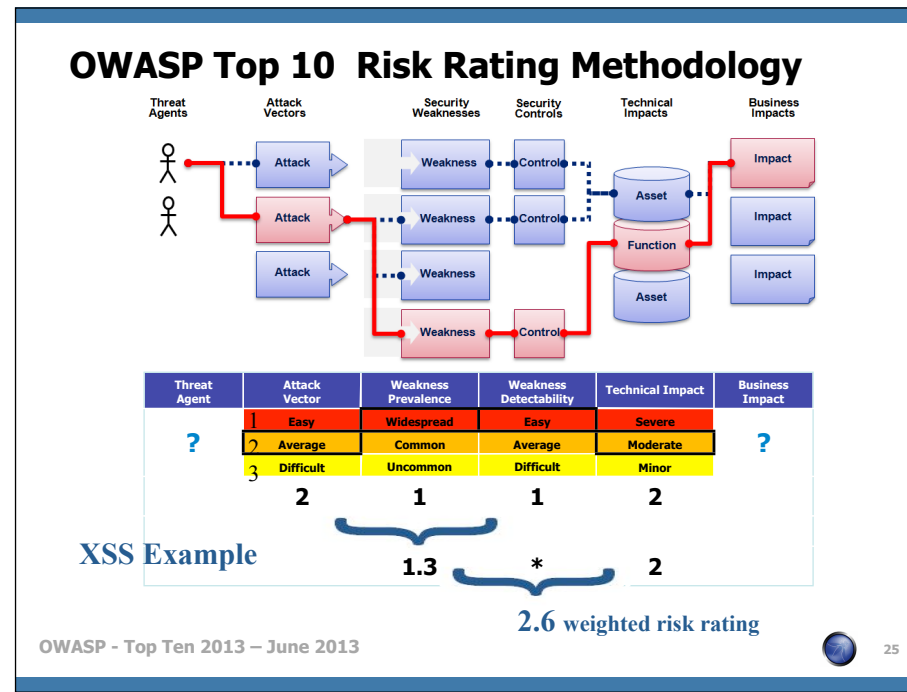 OWASP Top 10 Risk Rating Methodology
Threat Agents
Attack Vectors
Security Weaknesses
Security Controls
Technical Impacts
Business Impacts
Attack
Weakness
Control
Asset
Impact
Attack
Weakness
Control
Function
Impact
Attack
Weakness
Asset
Impact
Weakness
Control
Threat Agent
Attack Vector
Weakness Prevalence
Weakness Detectability
Technical Impact
Business Impact
?
1 Easy Widespread Easy Severe
2 Average Common Average Moderate
3 Difficult Uncommon Difficult Minor
?
2 1 1 2
XSS Example
1.3 * 2
2.6 weighted risk rating
OWASP - Top Ten 2013 – June 2013
25